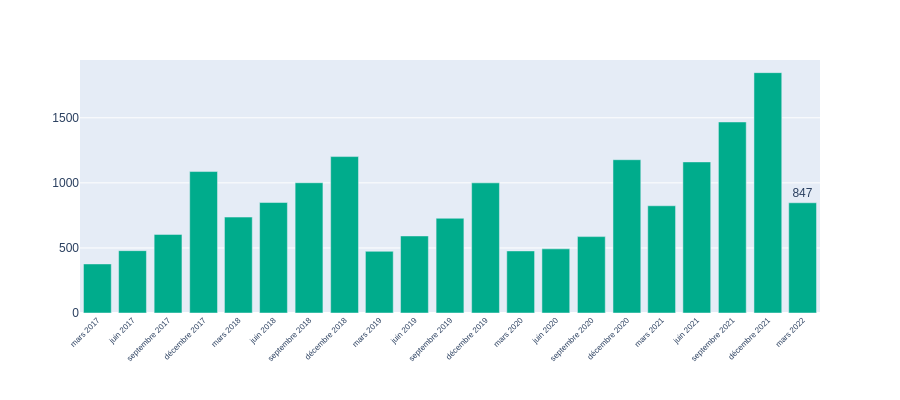 1500
1000
500
0
847
mars 2017
juin 2017
septembre 2017
décembre 2017
mars 2018
juin 2018
septembre 2018
décembre 2018
mars 2019
juin 2019
septembre 2019
décembre 2019
mars 2020
juin 2020
septembre 2020
décembre 2020
mars 2021
juin 2021
septembre 2021
décembre 2021
mars 2022